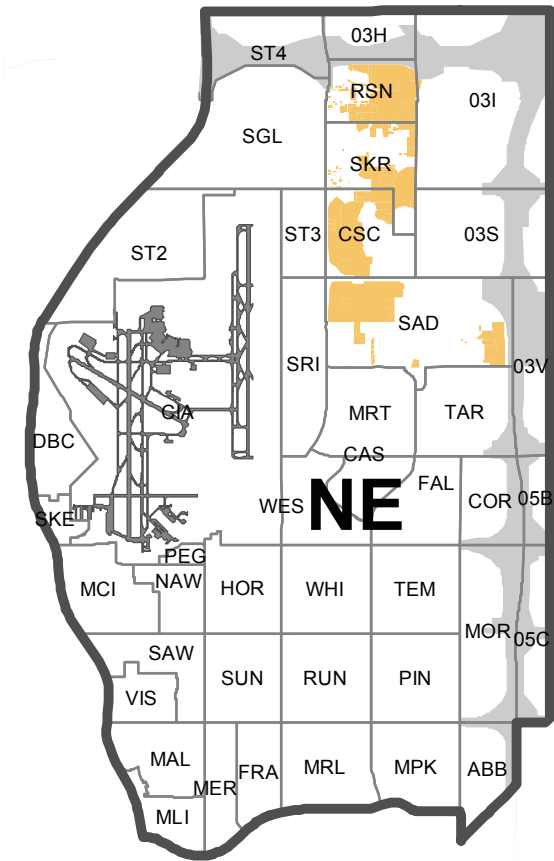 03H
ST4
RSN
03I
SGL
SKR
ST3
CSC
03S
ST2
SAD
SRI
03V
CIA
MRT
TAR
DBC
CAS
FAL
COR
05B
WES
NE
SKE
PEG
MCI
NAW
HOR
WHI
TEM
MOR
05C
SAW
SUN
RUN
PIN
VIS
MAL
MER
FRA
MRL
MPK
ABB
MLI